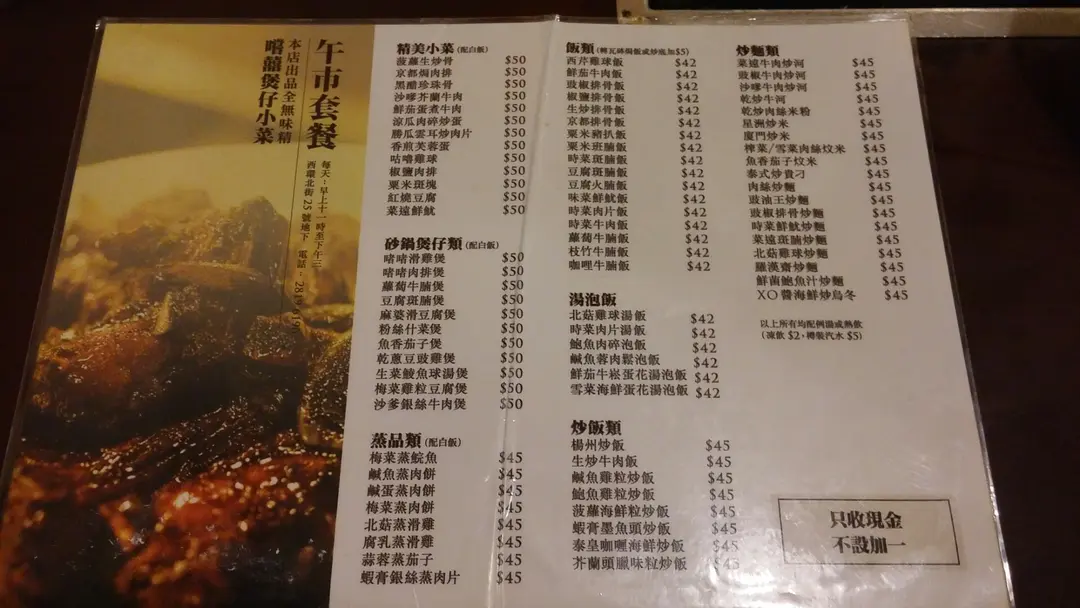 午市套餐
每天：早上十一時至下午三
西環北街25號地下 電話：
本店出品全無味精
嚐囍煲仔小菜
精美小菜(配白飯)
菠蘿生炒骨 $50
京都焗肉排 $50
黑醋珍珠骨 $50
沙嗲芥蘭牛肉 $50
鮮茄蛋煮牛肉 $50
涼瓜肉碎炒蛋 $50
勝瓜雲耳炒肉片 $50
香煎芙蓉蛋 $50
咕嚕雞球 $50
椒鹽肉排 $50
粟米斑塊 $50
紅燒豆腐 $50
菜遠鮮魷 $50
砂鍋煲仔類(配白飯)
啫啫滑雞煲 $50
啫啫肉排煲 $50
蘿蔔牛腩煲 $50
豆腐斑腩煲 $50
麻婆滑豆腐煲 $50
粉絲什菜煲 $50
魚香茄子煲 $50
乾蔥豆豉雞煲 $50
生菜鯪魚球湯煲 $50
梅菜雞粒豆腐煲 $50
沙爹銀絲牛肉煲 $50
蒸品類(配白飯)
梅菜蒸鯇魚 $45
鹹魚蒸肉餅 $45
鹹蛋蒸肉餅 $45
梅菜蒸肉餅 $45
北菇蒸滑雞 $45
腐乳蒸滑雞 $45
蒜蓉蒸茄子 $45
蝦膏銀絲蒸肉片 $45
飯類(轉瓦砵焗飯或炒底加$5)
西芹雞球飯 $42
鮮茄牛肉飯 $42
豉椒排骨飯 $42
椒鹽排骨飯 $42
生炒排骨飯 $42
京都排骨飯 $42
粟米豬扒飯 $42
粟米班腩飯 $42
時菜斑腩飯 $42
豆腐斑腩飯 $42
豆腐火腩飯 $42
味菜鮮魷飯 $42
時菜肉片飯 $42
時菜牛肉飯 $42
蘿蔔牛腩飯 $42
枝竹牛腩飯 $42
咖哩牛腩飯 $42
湯泡飯
北菇雞球湯飯 $42
時菜肉片湯飯 $42
鮑魚肉碎泡飯 $42
鹹魚蓉肉鬆泡飯 $42
鮮茄牛崧蛋花湯泡飯 $42
雪菜海鮮蛋花湯泡飯 $42
炒飯類
楊州炒飯 $45
生炒牛肉飯 $45
鹹魚雞粒炒飯 $45
鮑魚雞粒炒飯 $45
菠蘿海鮮粒炒飯 $45
蝦膏墨魚頭炒飯 $45
泰皇咖喱海鮮炒飯 $45
芥蘭頭臘味粒炒飯 $45
炒麵類
菜遠牛肉炒河 $45
豉椒牛肉炒河 $45
沙嗲牛肉炒河 $45
乾炒牛河 $45
乾炒肉絲米粉 $45
星洲炒米 $45
廈門炒米 $45
榨菜/雪菜肉絲炆米 $45
魚香茄子炆米 $45
泰式炒貴刁 $45
肉絲炒麵 $45
豉油王炒麵 $45
豉椒排骨炒麵 $45
時菜鮮魷炒麵 $45
菜遠斑腩炒麵 $45
北菇雞球炒麵 $45
羅漢齋炒麵 $45
鮮菌鮑魚汁炒麵 $45
XO醬海鮮炒烏冬 $45
以上所有均配例湯或熱飲
(凍飲 $2，樽裝汽水 $5)
只收現金
不設加一